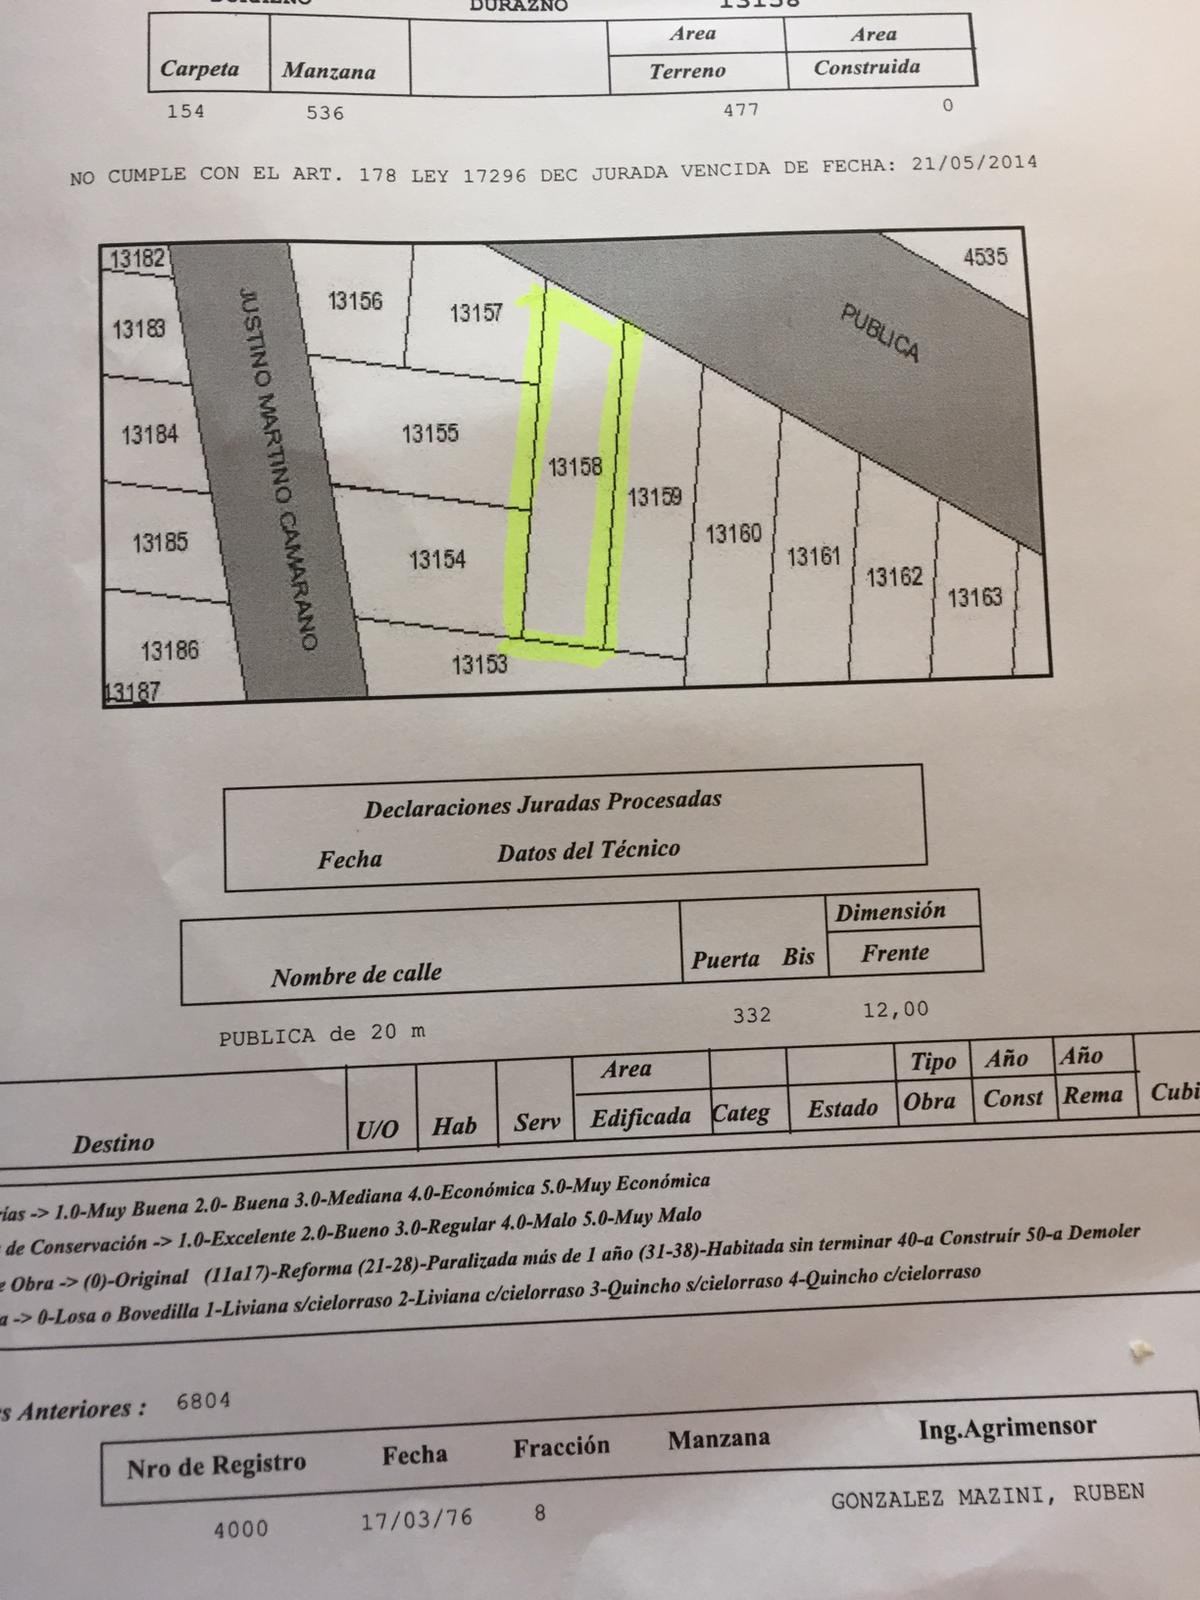 DURAZNO 13158
Carpeta Manzana Area Terreno Area Construida
154 536 477 0
NO CUMPLE CON EL ART. 178 LEY 17296 DEC JURADA VENCIDA DE FECHA: 21/05/2014
13182
4535
13183
13156
13157
PUBLICA
JUSTINO MARTINO CAMARANO
13184
13155
13158
13159
13185
13154
13160
13161
13162
13163
13186
13153
13187
Declaraciones Juradas Procesadas
Fecha Datos del Técnico
Nombre de calle Puerta Bis Dimensión Frente
PUBLICA de 20 m 332 12,00
Destino U/O Hab Serv Area Edificada Categ Estado Tipo Obra Año Const Año Rema Cubi
rías -> 1.0-Muy Buena 2.0- Buena 3.0-Mediana 4.0-Económica 5.0-Muy Económica
de Conservación -> 1.0-Excelente 2.0-Bueno 3.0-Regular 4.0-Malo 5.0-Muy Malo
e Obra -> (0)-Original (11a17)-Reforma (21-28)-Paralizada más de 1 año (31-38)-Habitada sin terminar 40-a Construír 50-a Demoler
a -> 0-Losa o Bovedilla 1-Liviana s/cielorraso 2-Liviana c/cielorraso 3-Quincho s/cielorraso 4-Quincho c/cielorraso
s Anteriores : 6804
Nro de Registro Fecha Fracción Manzana Ing.Agrimensor
4000 17/03/76 8 GONZALEZ MAZINI, RUBEN